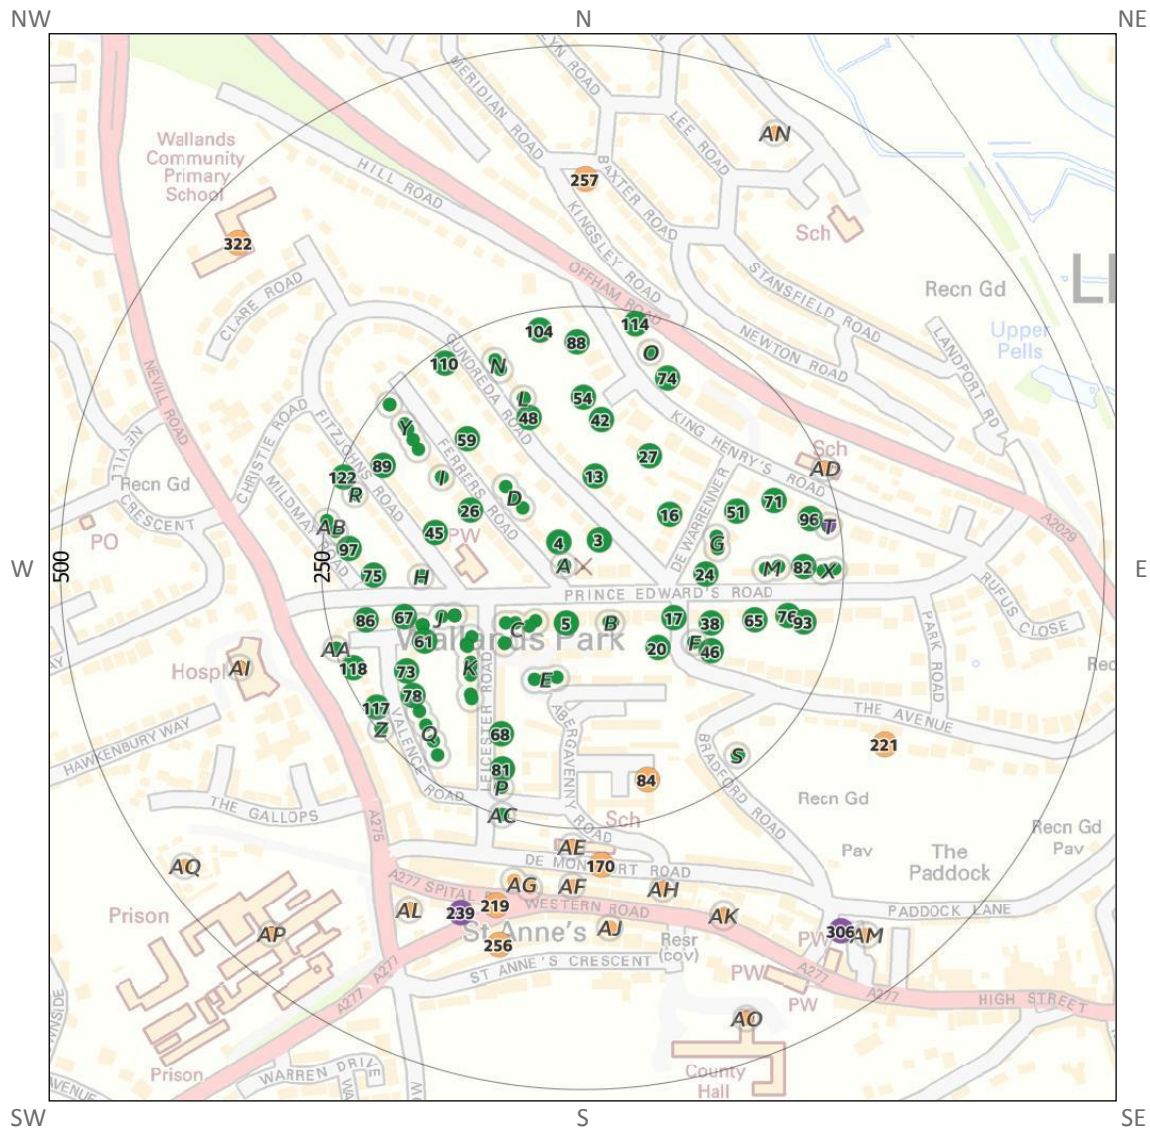 NW
N
NE
MERIDIAN ROAD
LYN ROAD
LEE ROAD
AN
Wallands
Community
Primary
School
HILL ROAD
257
BAXTER ROAD
322
KINGSLEY ROAD
Sch
OFFHAM ROAD
STANSFIELD ROAD
Recn Gd
CLARE ROAD
NEWTON ROAD
Upper
Pells
LANDPORT RD
104
88
114
O
GUNDREDA ROAD
110
N
74
NEVILL ROAD
L
54
48
42
KING HENRY'S ROAD
Y
59
CHRISTIE ROAD
FITZJOHNS ROAD
FERRERS ROAD
27
Sch
AD
89
122
R
I
13
NEVILL
CRESCENT
Recn Gd
MILDMAY ROAD
D
26
16
DE WARRENNE
51
71
96
T
A2029
AB
PO
97
45
PW
4
3
G
W
500
250
75
H
A
24
M
82
X
E
PRINCE EDWARD'S ROAD
RUFUS CLOSE
86
67
J
C
5
B
17
38
65
76
93
Wallands Park
61
AA
118
20
F
46
PARK ROAD
Hospl
AI
73
K
E
78
117
Z
Q
VALENCE ROAD
LEICESTER ROAD
ABERGAVENNY ROAD
THE AVENUE
HAWKENBURY WAY
68
221
BRADFORD ROAD
S
81
P
84
Recn Gd
THE GALLOPS
AC
Sch
A275
AE
DE MONTFORT ROAD
170
Recn Gd
Pav
Pav
The
Paddock
AQ
A277
AG
AF
AH
WESTERN ROAD
Prison
AL
239
219
AJ
AK
PADDOCK LANE
AP
St Anne's
256
Resr
(cov)
PW
306
AM
ST ANNE'S CRESCENT
A277
PW
A277
A277
PW
HIGH STREET
A277
AO
Prison
WARREN DRIVE
County
Hall
AVENUE
SW
S
SE